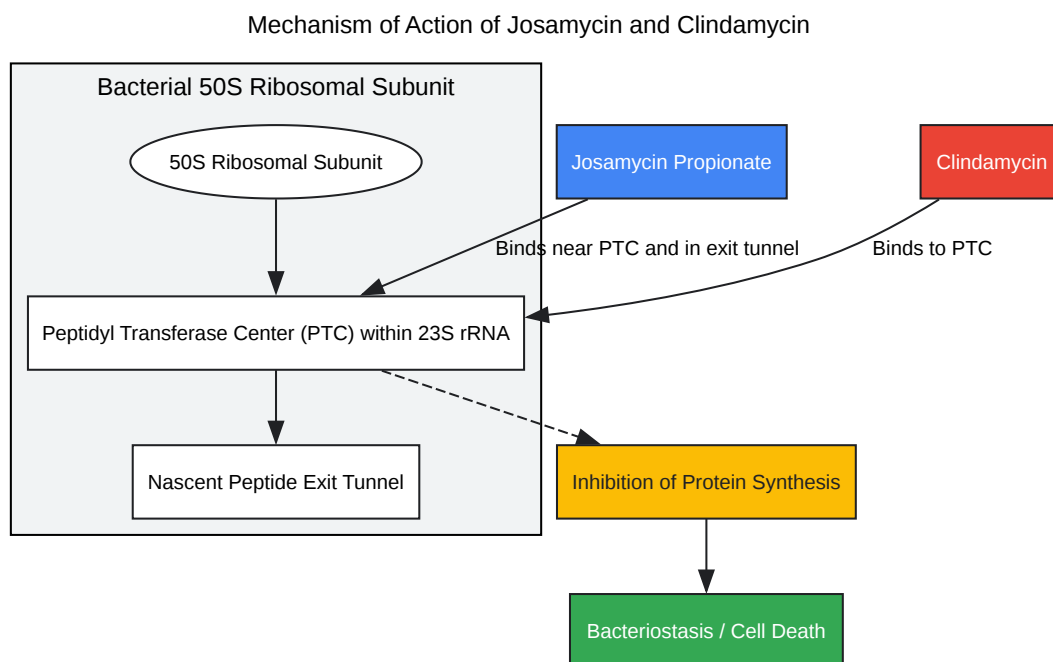 Mechanism of Action of Josamycin and Clindamycin
Bacterial 50S Ribosomal Subunit
50S Ribosomal Subunit
Josamycin Propionate
Clindamycin
Binds near PTC and in exit tunnel
Binds to PTC
Peptidyl Transferase Center (PTC) within 23S rRNA
Nascent Peptide Exit Tunnel
Inhibition of Protein Synthesis
Bacteriostasis / Cell Death